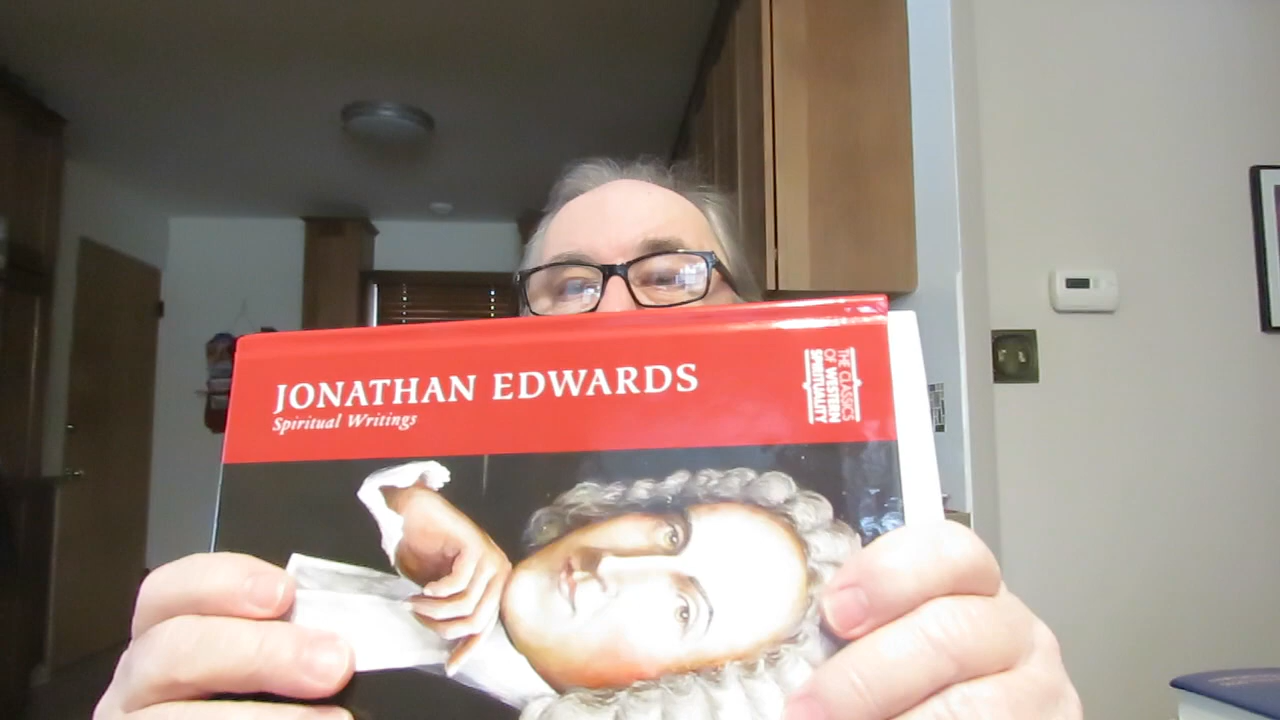 JONATHAN EDWARDS
Spiritual Writings
THE CLASSICS
OF WESTERN
SPIRITUALITY